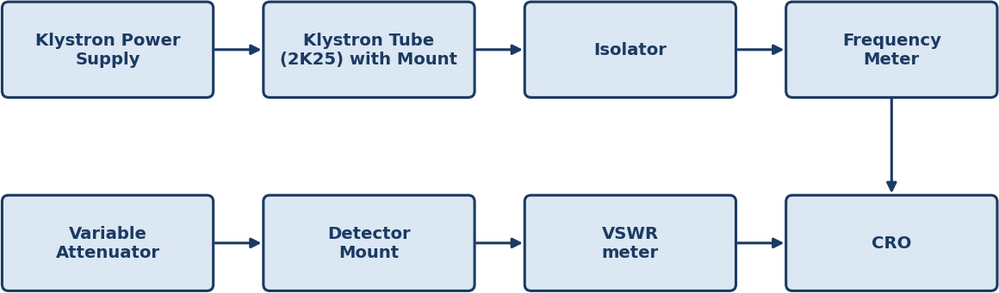 Klystron Power
Supply
Klystron Tube
(2K25) with Mount
Isolator
Frequency
Meter
Variable
Attenuator
Detector
Mount
VSWR
meter
CRO